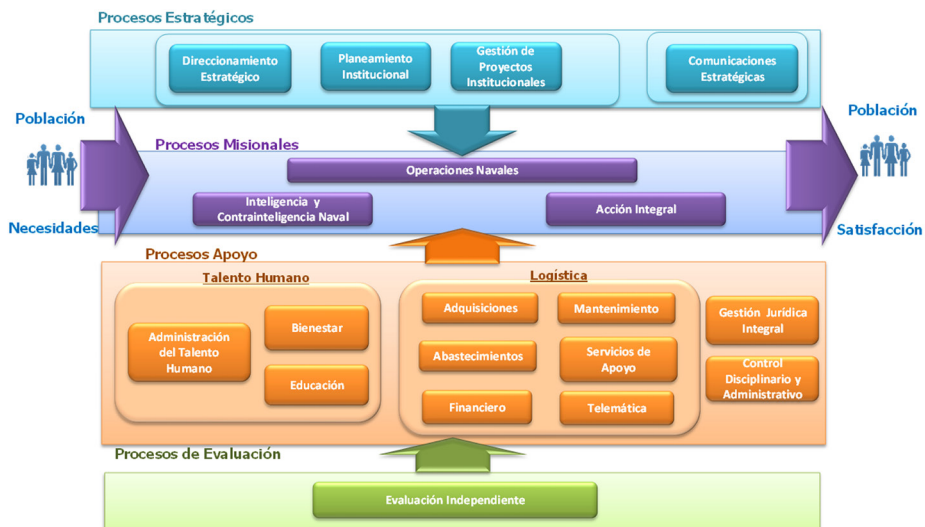 Procesos Estratégicos
Direccionamiento
Estratégico
Planeamiento
Institucional
Gestión de
Proyectos
Institucionales
Comunicaciones
Estratégicas
Población
Población
Procesos Misionales
Operaciones Navales
Inteligencia y
Contrainteligencia Naval
Acción Integral
Necesidades
Satisfacción
Procesos Apoyo
Talento Humano
Administración
del Talento
Humano
Bienestar
Educación
Logística
Adquisiciones
Mantenimiento
Abastecimientos
Servicios de
Apoyo
Financiero
Telemática
Gestión Jurídica
Integral
Control
Disciplinario y
Administrativo
Procesos de Evaluación
Evaluación Independiente